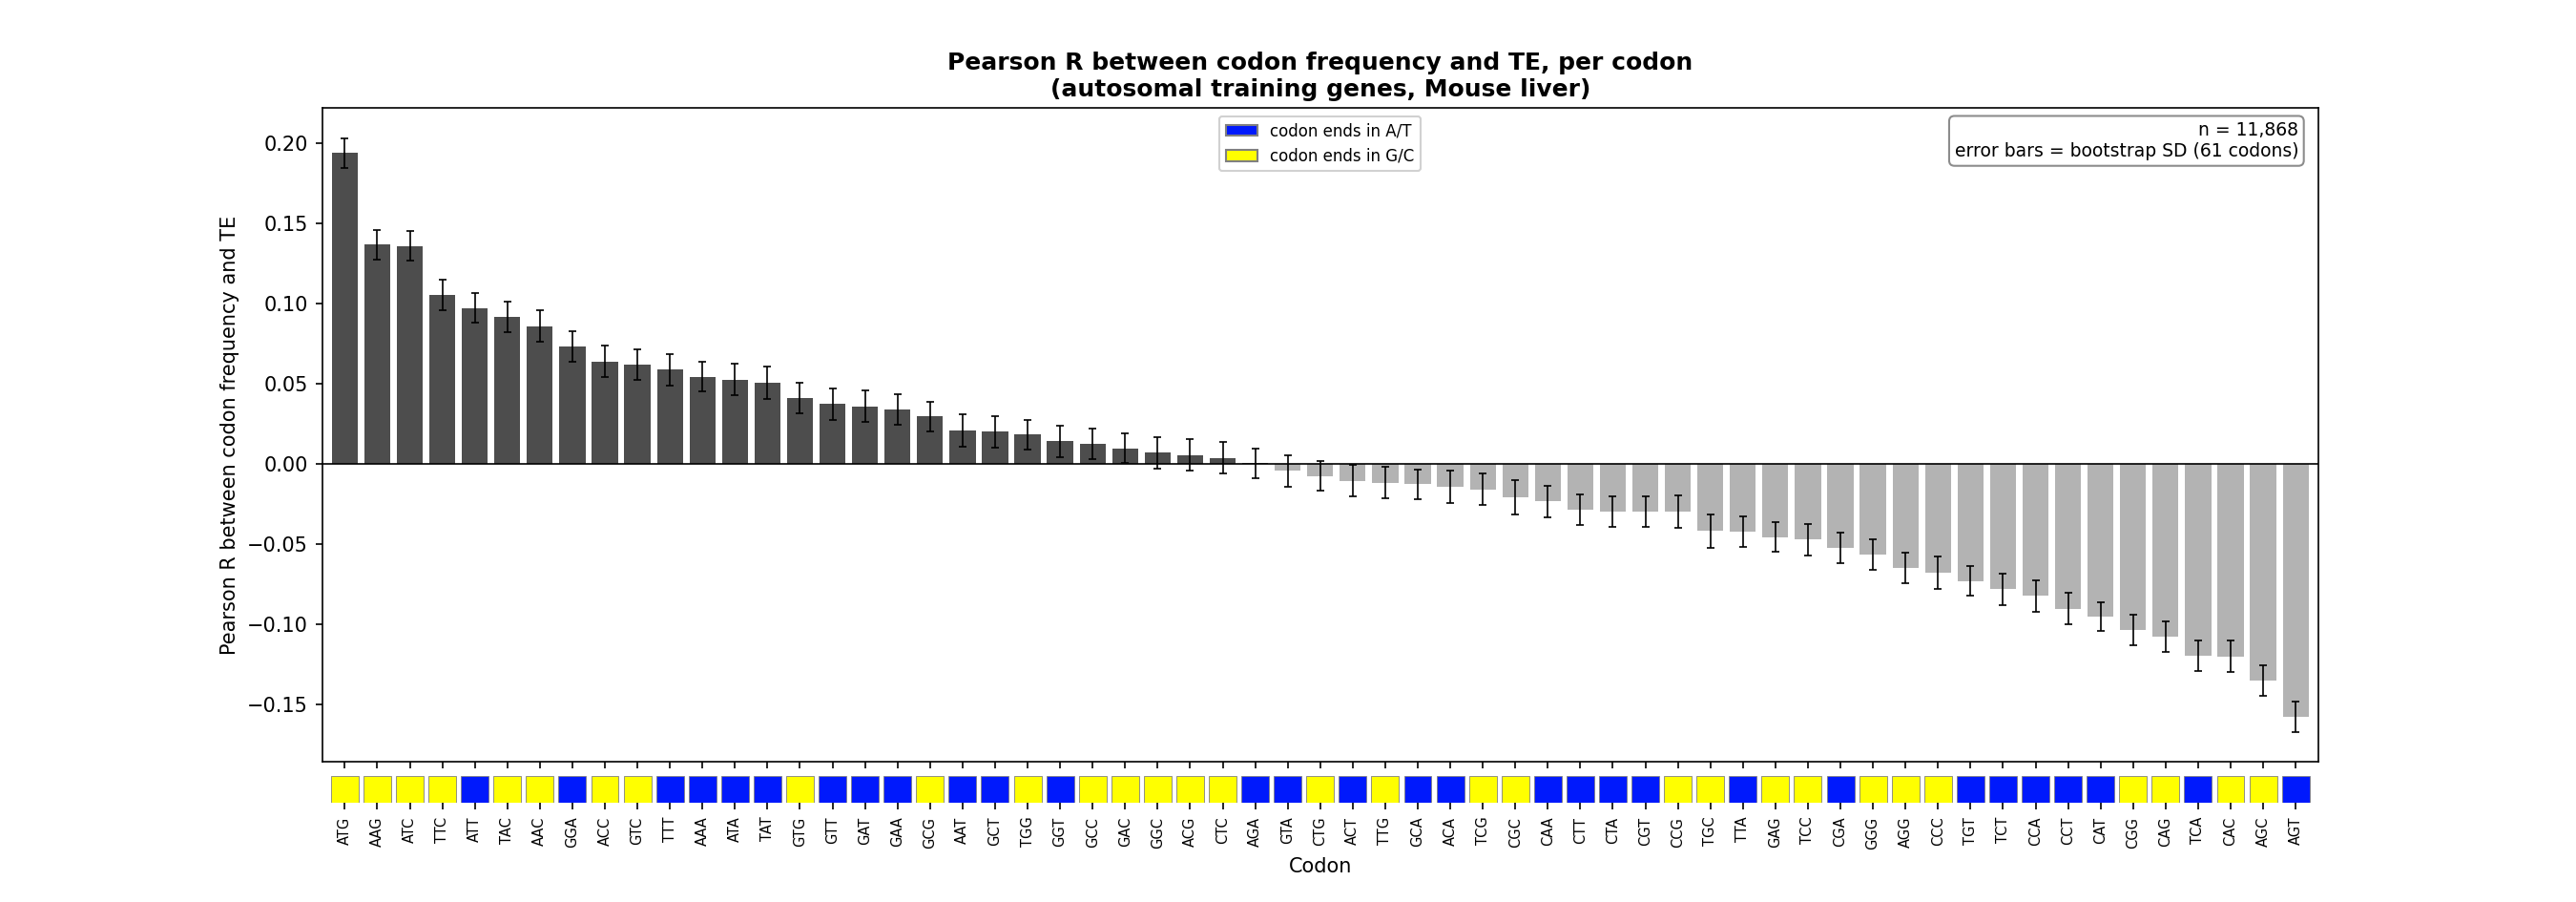 Pearson R between codon frequency and TE, per codon
(autosomal training genes, Mouse liver)
codon ends in A/T
codon ends in G/C
n = 11,868
error bars = bootstrap SD (61 codons)
Pearson R between codon frequency and TE
0.20
0.15
0.10
0.05
0.00
−0.05
−0.10
−0.15
ATG
AAG
ATC
TTC
ATT
TAC
AAC
GGA
ACC
GTC
TTT
AAA
ATA
TAT
GTG
GTT
GAT
GAA
GCG
AAT
GCT
TGG
GGT
GCC
GAC
GGC
ACG
CTC
AGA
GTA
CTG
ACT
TTG
GCA
ACA
TCG
CGC
CAA
CTT
CTA
CGT
CCG
TGC
TTA
GAG
TCC
CGA
GGG
AGG
CCC
TGT
TCT
CCA
CCT
CAT
CGG
CAG
TCA
CAC
AGC
AGT
Codon